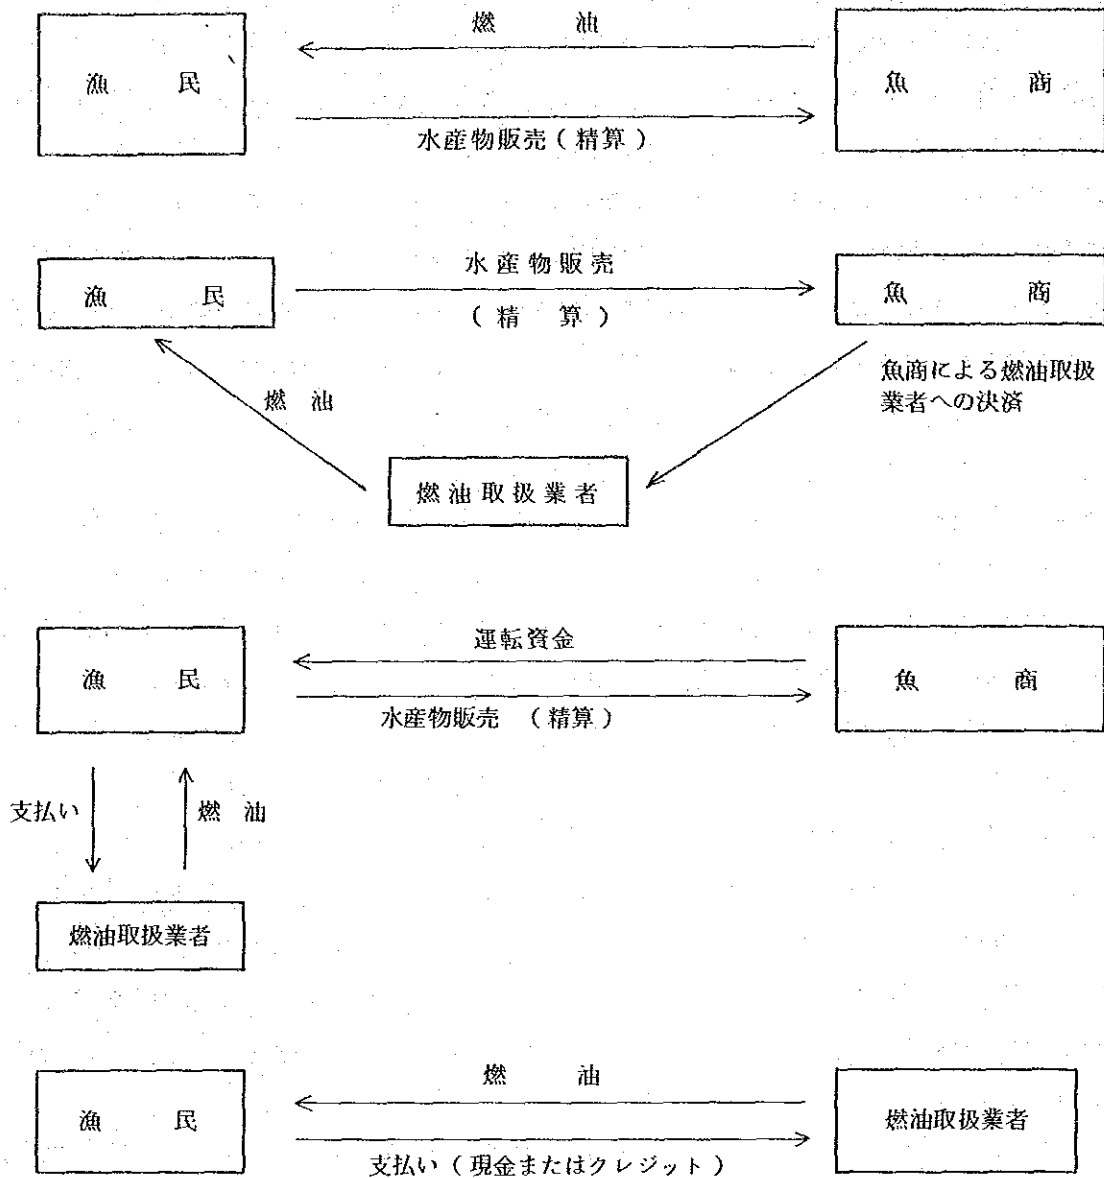 燃油
漁民
魚商
水産物販売（精算）
水産物販売
漁民
魚商
（精算）
魚商による燃油取扱
業者への決済
燃油
燃油取扱業者
運転資金
漁民
魚商
水産物販売（精算）
支払い
燃油
燃油取扱業者
燃油
漁民
燃油取扱業者
支払い（現金またはクレジット）